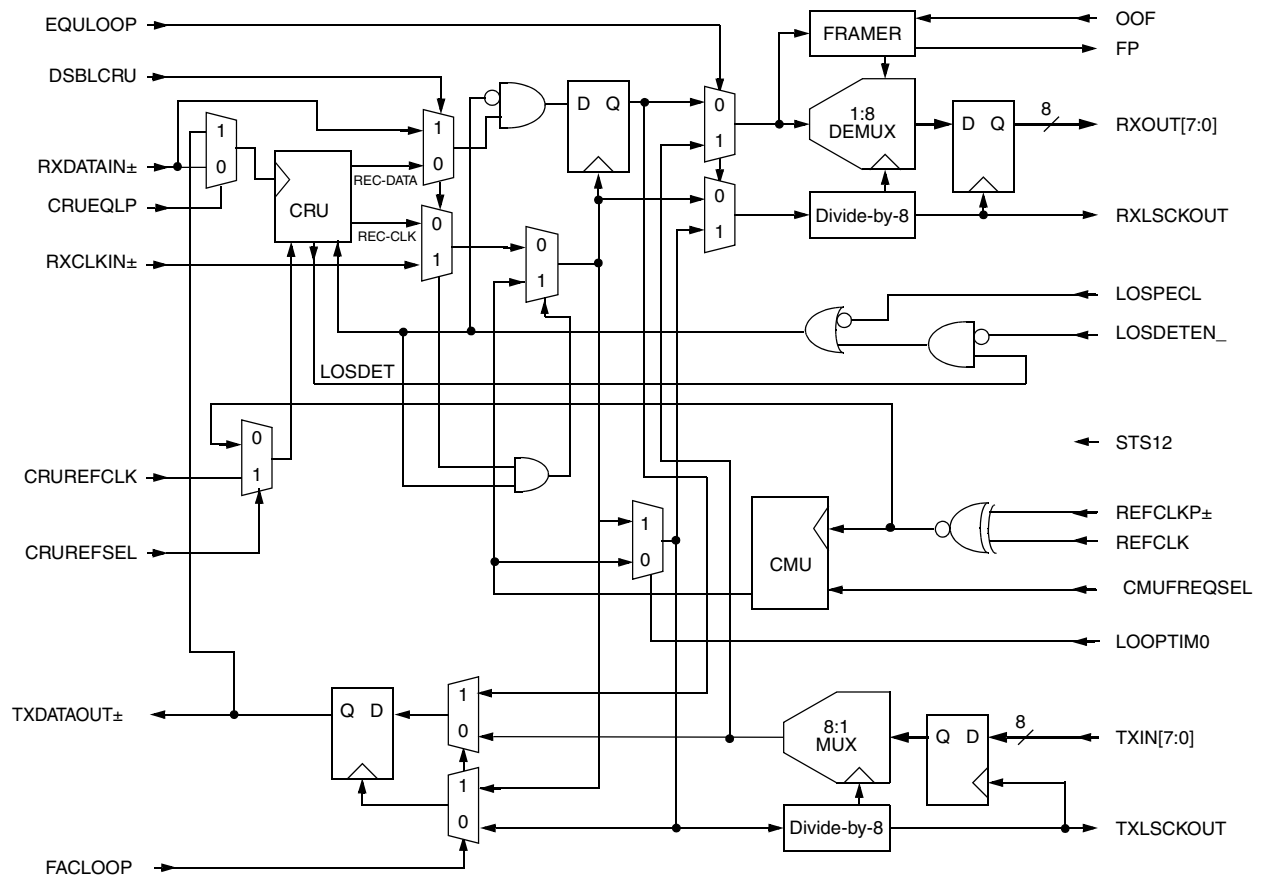 EQULOOP
OOF
FRAMER
FP
DSBLCRU
D Q
0
1
1:8
DEMUX
8
D Q
RXOUT[7:0]
1
0
1
0
RXDATAIN±
REC-DATA
CRUEQLP
CRU
0
1
Divide-by-8
RXLSCKOUT
REC-CLK
0
1
RXCLKIN±
0
1
LOSPECL
LOSDETEN_
LOSDET
0
1
STS12
CRUREFCLK
REFCLKP±
REFCLK
CRUREFSEL
1
0
CMU
CMUFREQSEL
LOOPTIM0
TXDATAOUT±
Q D
1
0
8:1
MUX
Q D
8
TXIN[7:0]
1
0
Divide-by-8
TXLSCKOUT
FACLOOP